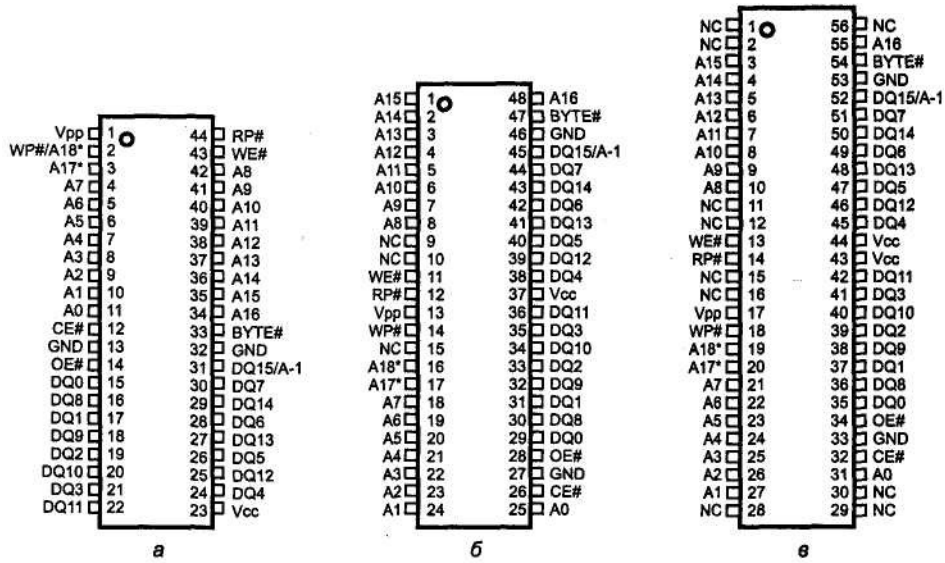 Vpp 1 44 RP#
WP#/A18* 2 43 WE#
A17* 3 42 A8
A7 4 41 A9
A6 5 40 A10
A5 6 39 A11
A4 7 38 A12
A3 8 37 A13
A2 9 36 A14
A1 10 35 A15
A0 11 34 A16
CE# 12 33 BYTE#
GND 13 32 GND
OE# 14 31 DQ15/A-1
DQ0 15 30 DQ7
DQ8 16 29 DQ14
DQ1 17 28 DQ6
DQ9 18 27 DQ13
DQ2 19 26 DQ5
DQ10 20 25 DQ12
DQ3 21 24 DQ4
DQ11 22 23 Vcc
а
A15 1 48 A16
A14 2 47 BYTE#
A13 3 46 GND
A12 4 45 DQ15/A-1
A11 5 44 DQ7
A10 6 43 DQ14
A9 7 42 DQ6
A8 8 41 DQ13
NC 9 40 DQ5
NC 10 39 DQ12
WE# 11 38 DQ4
RP# 12 37 Vcc
Vpp 13 36 DQ11
WP# 14 35 DQ3
NC 15 34 DQ10
A18* 16 33 DQ2
A17* 17 32 DQ9
A7 18 31 DQ1
A6 19 30 DQ8
A5 20 29 DQ0
A4 21 28 OE#
A3 22 27 GND
A2 23 26 CE#
A1 24 25 A0
б
NC 1 56 NC
NC 2 55 A16
A15 3 54 BYTE#
A14 4 53 GND
A13 5 52 DQ15/A-1
A12 6 51 DQ7
A11 7 50 DQ14
A10 8 49 DQ6
A9 9 48 DQ13
A8 10 47 DQ5
NC 11 46 DQ12
NC 12 45 DQ4
WE# 13 44 Vcc
RP# 14 43 Vcc
NC 15 42 DQ11
NC 16 41 DQ3
Vpp 17 40 DQ10
WP# 18 39 DQ2
A18* 19 38 DQ9
A17* 20 37 DQ1
A7 21 36 DQ8
A6 22 35 DQ0
A5 23 34 OE#
A4 24 33 GND
A3 25 32 CE#
A2 26 31 A0
A1 27 30 NC
NC 28 29 NC
в